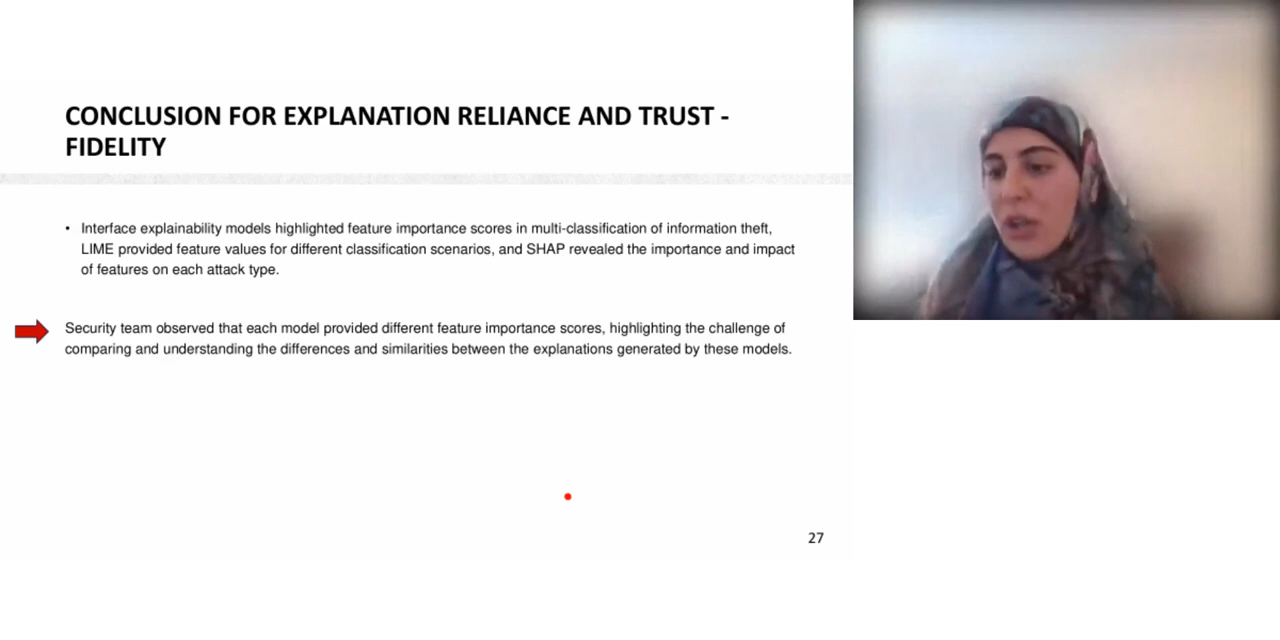 CONCLUSION FOR EXPLANATION RELIANCE AND TRUST -
FIDELITY
• Interface explainability models highlighted feature importance scores in multi-classification of information theft,
LIME provided feature values for different classification scenarios, and SHAP revealed the importance and impact
of features on each attack type.
Security team observed that each model provided different feature importance scores, highlighting the challenge of
comparing and understanding the differences and similarities between the explanations generated by these models.
27